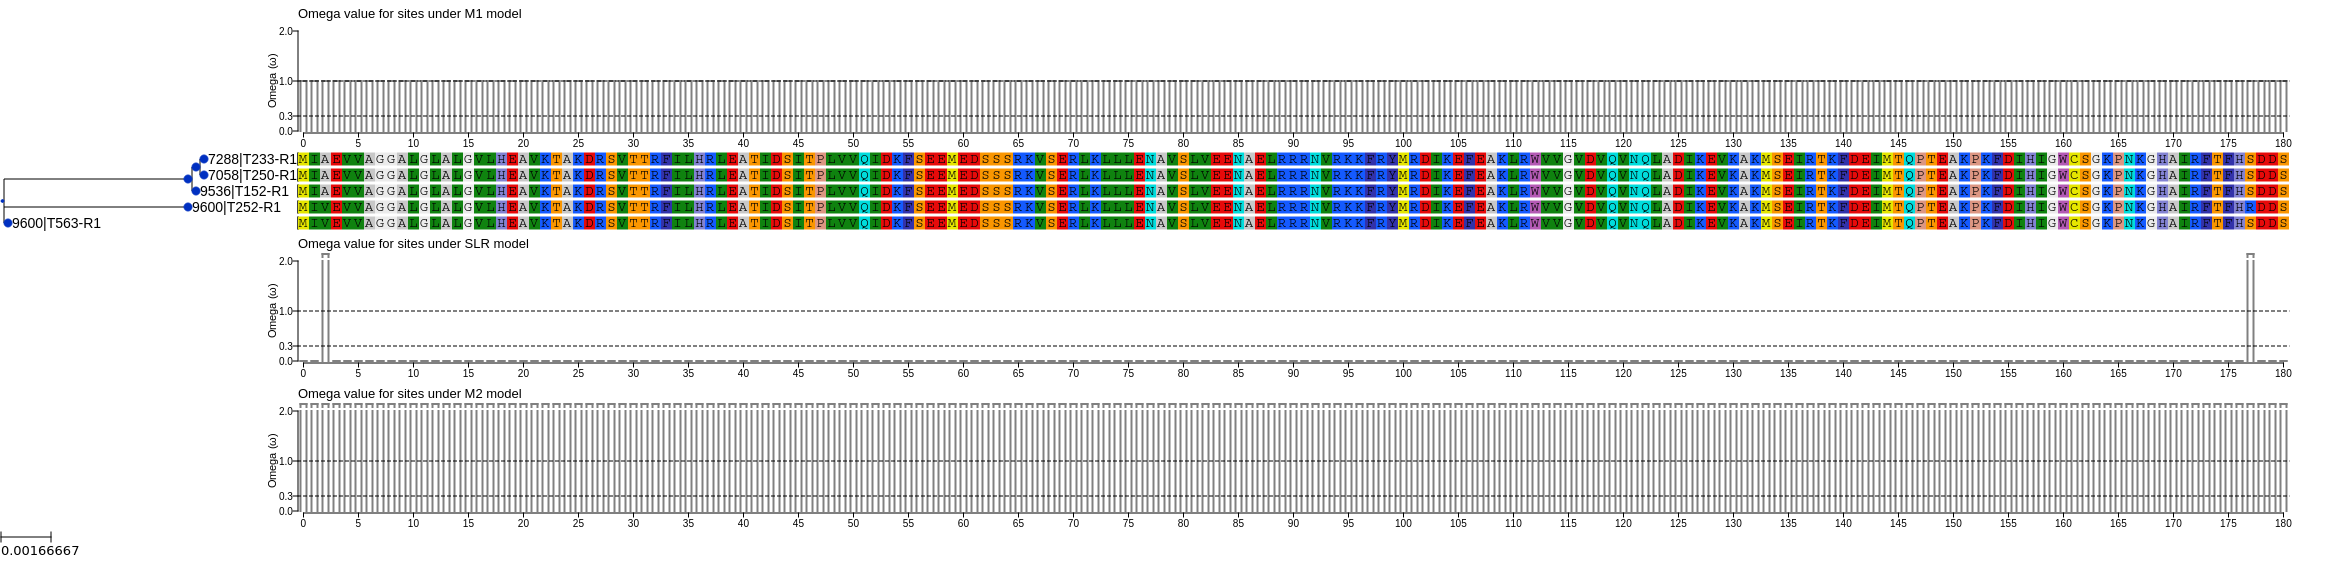 Omega value for sites under M1 model
2.0
1.0
0.3
0.0
Omega (ω)
0 5 10 15 20 25 30 35 40 45 50 55 60 65 70 75 80 85 90 95 100 105 110 115 120 125 130 135 140 145 150 155 160 165 170 175 180
7288|T233-R1 MIAEVVAGGALGLALGVLHEAVKTAKDRSVTTRFILHRLEATIDSITPLVVQIDKFSEEMEDSSSRKVSERLKLLLENAVSLVEENAELRRRNVRKKFRYMRDIKEFEAKLRWVVGVDVQVNQLADIKEVKAKMSEIRTKFDEIMTQPTEAKPKFDIHIGWCSGKPNKGHAIRFTFHSDDS
7058|T250-R1 MIAEVVAGGALGLALGVLHEAVKTAKDRSVTTRFILHRLEATIDSITPLVVQIDKFSEEMEDSSSRKVSERLKLLLENAVSLVEENAELRRRNVRKKFRYMRDIKEFEAKLRWVVGVDVQVNQLADIKEVKAKMSEIRTKFDEIMTQPTEAKPKFDIHIGWCSGKPNKGHAIRFTFHSDDS
9536|T152-R1 MIAEVVAGGALGLALGVLHEAVKTAKDRSVTTRFILHRLEATIDSITPLVVQIDKFSEEMEDSSSRKVSERLKLLLENAVSLVEENAELRRRNVRKKFRYMRDIKEFEAKLRWVVGVDVQVNQLADIKEVKAKMSEIRTKFDEIMTQPTEAKPKFDIHIGWCSGKPNKGHAIRFTFHSDDS
9600|T252-R1 MIVEVVAGGALGLALGVLHEAVKTAKDRSVTTRFILHRLEATIDSITPLVVQIDKFSEEMEDSSSRKVSERLKLLLENAVSLVEENAELRRRNVRKKFRYMRDIKEFEAKLRWVVGVDVQVNQLADIKEVKAKMSEIRTKFDEIMTQPTEAKPKFDIHIGWCSGKPNKGHAIRFTFHRDDS
9600|T563-R1 MIVEVVAGGALGLALGVLHEAVKTAKDRSVTTRFILHRLEATIDSITPLVVQIDKFSEEMEDSSSRKVSERLKLLLENAVSLVEENAELRRRNVRKKFRYMRDIKEFEAKLRWVVGVDVQVNQLADIKEVKAKMSEIRTKFDEIMTQPTEAKPKFDIHIGWCSGKPNKGHAIRFTFHSDDS
Omega value for sites under SLR model
2.0
1.0
0.3
0.0
Omega (ω)
0 5 10 15 20 25 30 35 40 45 50 55 60 65 70 75 80 85 90 95 100 105 110 115 120 125 130 135 140 145 150 155 160 165 170 175 180
Omega value for sites under M2 model
2.0
1.0
0.3
0.0
Omega (ω)
0 5 10 15 20 25 30 35 40 45 50 55 60 65 70 75 80 85 90 95 100 105 110 115 120 125 130 135 140 145 150 155 160 165 170 175 180
0.00166667